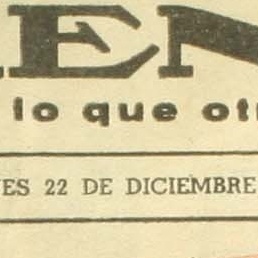 EN
lo que otr
ES 22 DE DICIEMBRE